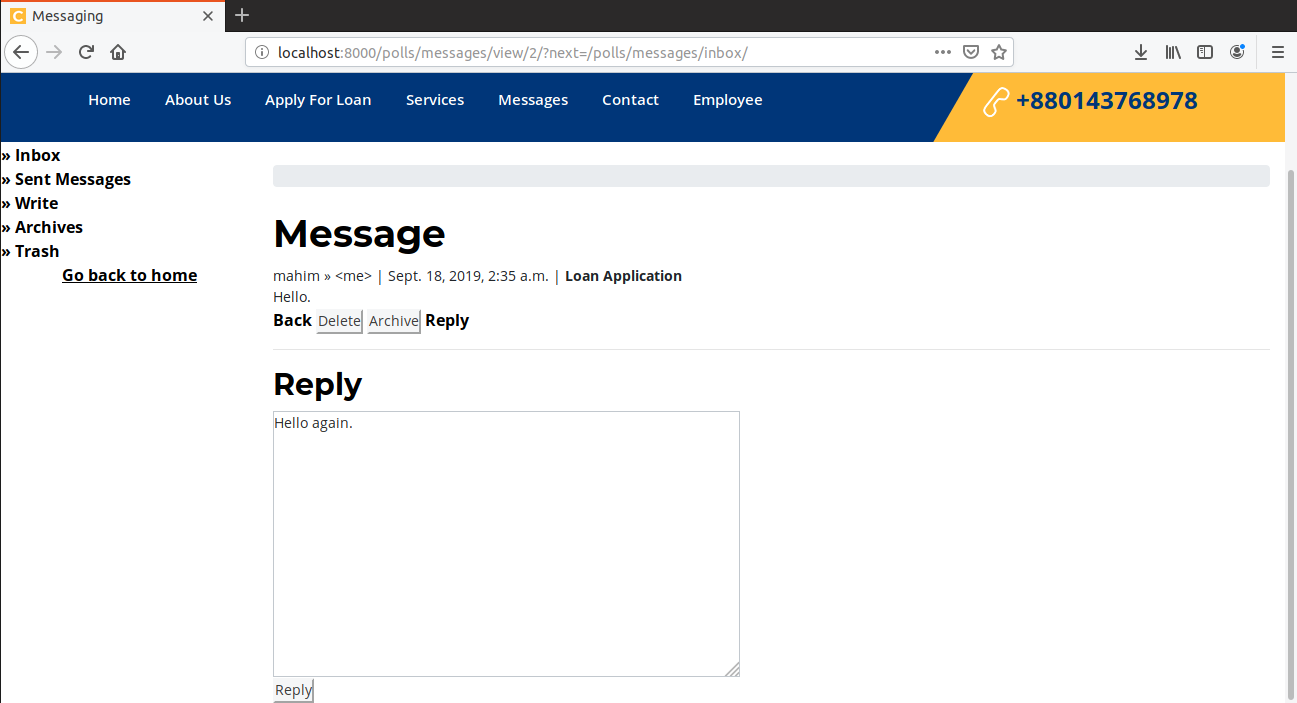 Messaging
localhost:8000/polls/messages/view/2/?next=/polls/messages/inbox/
Home About Us Apply For Loan Services Messages Contact Employee +880143768978
» Inbox
» Sent Messages
» Write
» Archives
» Trash
Go back to home
Message
mahim » <me> | Sept. 18, 2019, 2:35 a.m. | Loan Application
Hello.
Back Delete Archive Reply
Reply
Hello again.
Reply